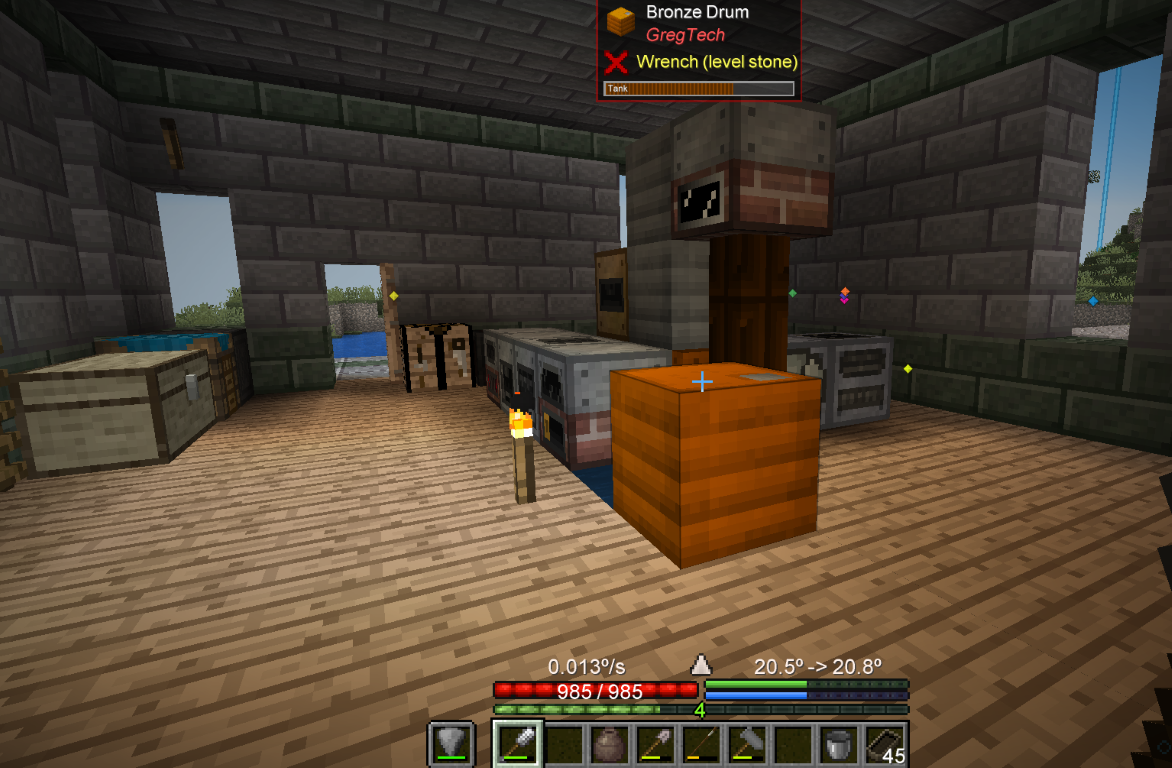 Bronze Drum
GregTech
Wrench (level stone)
Tank
0.013º/s
20.5º -> 20.8º
985 / 985
4
45